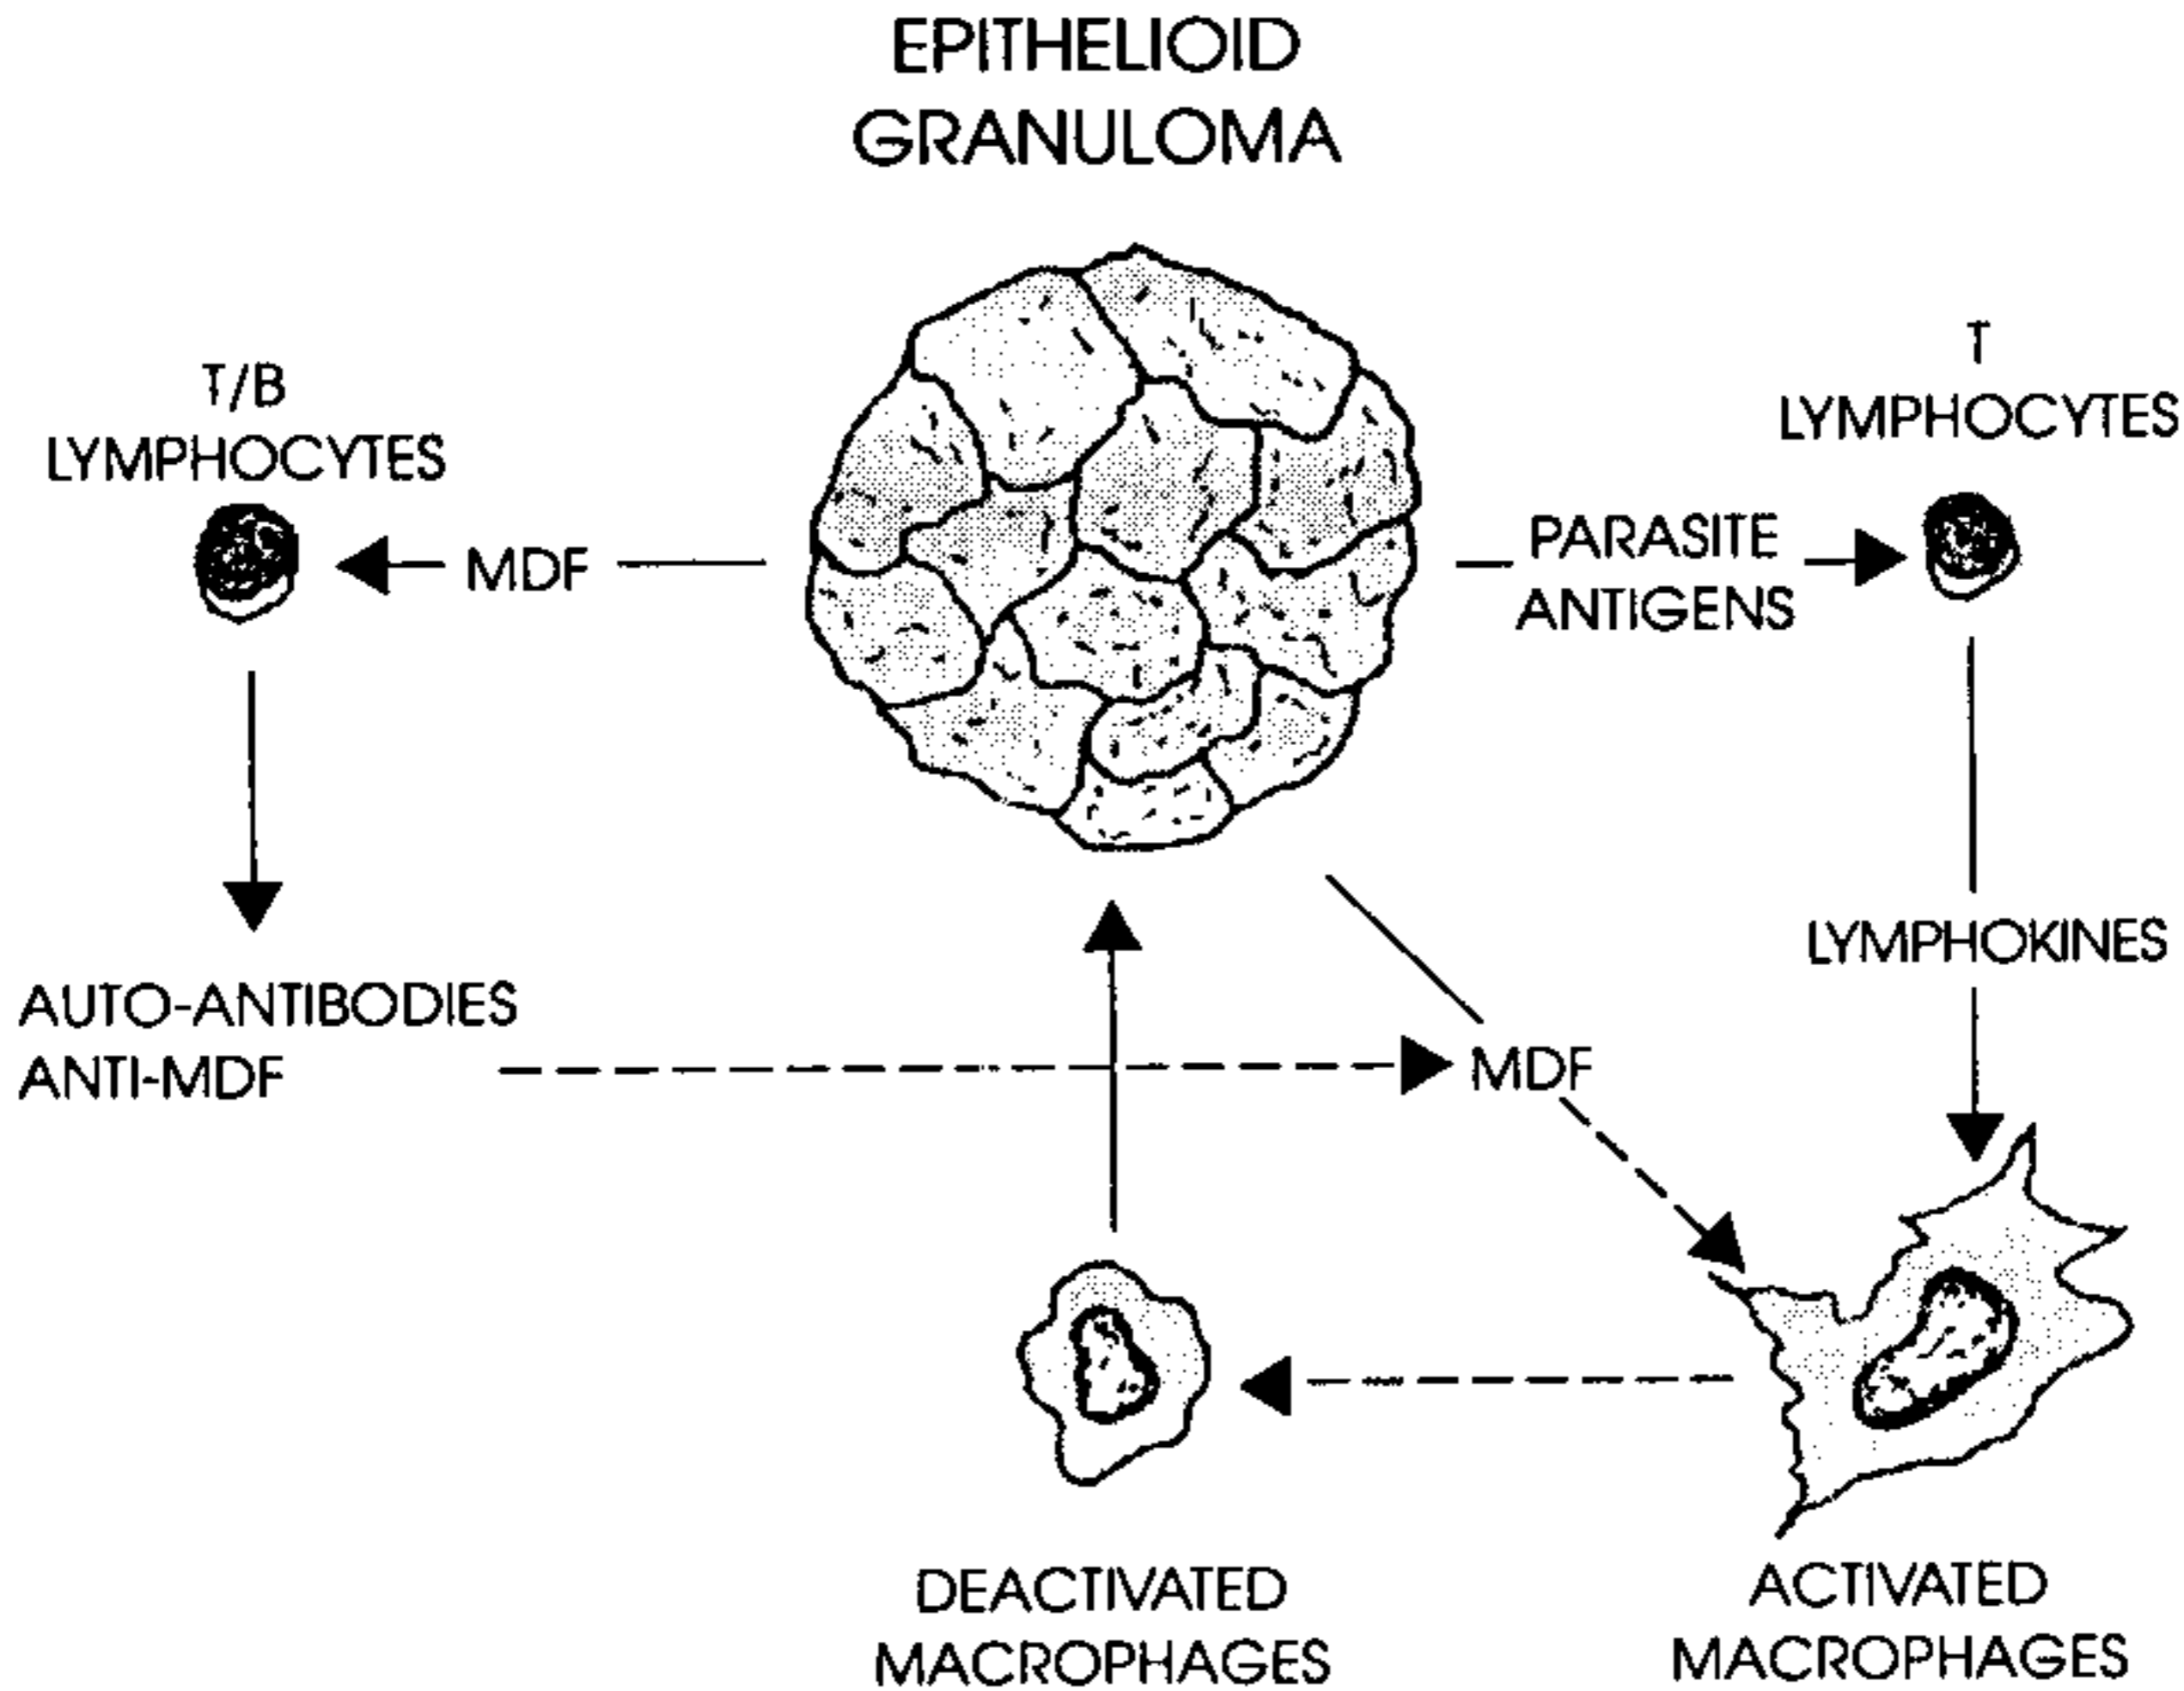 EPITHELIOID
GRANULOMA
T/B
LYMPHOCYTES
T
LYMPHOCYTES
MDF
PARASITE
ANTIGENS
LYMPHOKINES
AUTO-ANTIBODIES
ANTI-MDF
MDF
DEACTIVATED
MACROPHAGES
ACTIVATED
MACROPHAGES